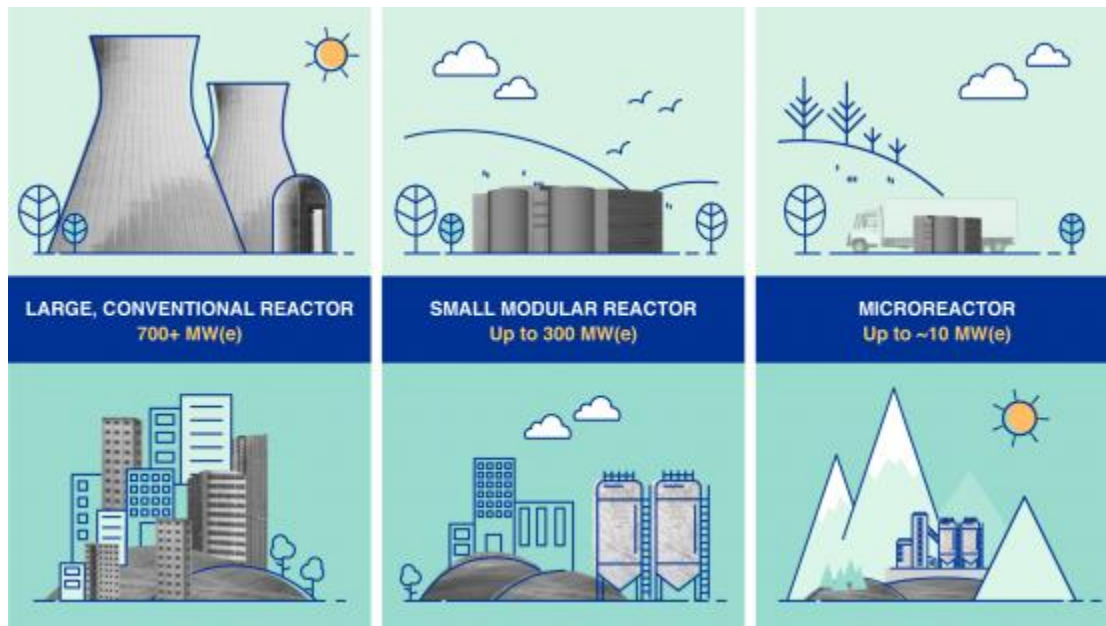 LARGE, CONVENTIONAL REACTOR
700+ MW(e)
SMALL MODULAR REACTOR
Up to 300 MW(e)
MICROREACTOR
Up to ~10 MW(e)